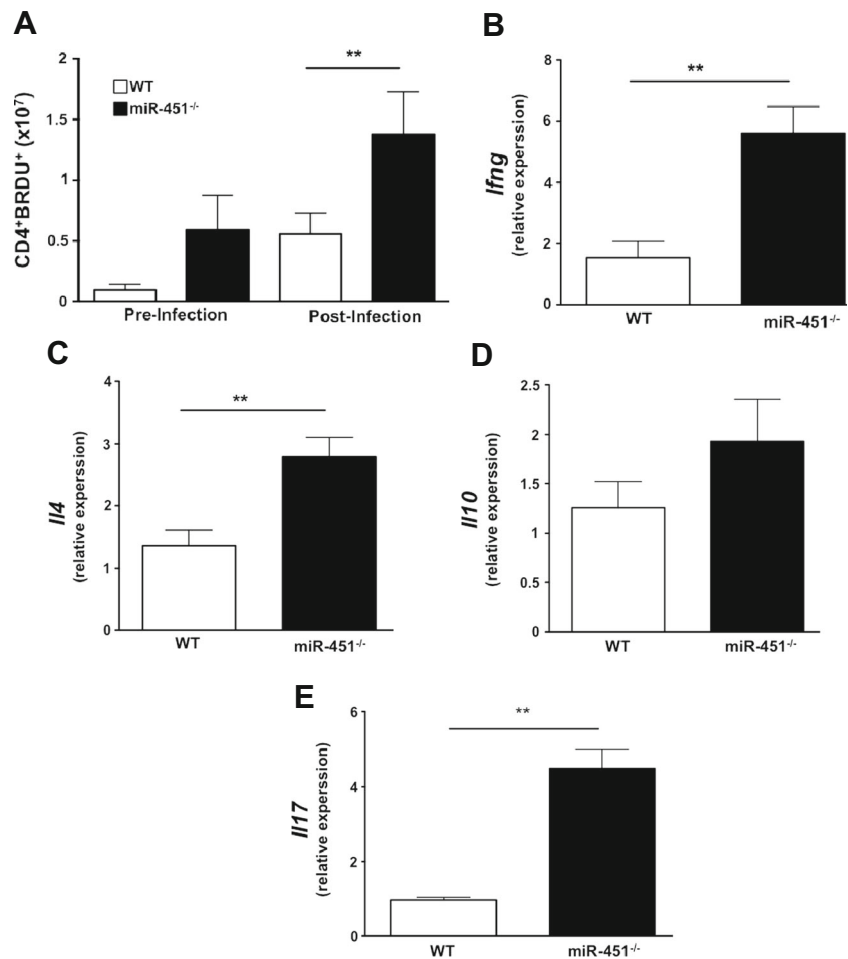 A
CD4⁺BRDU⁺ (x10⁷)
2
1.5
1
0.5
0
WT
miR-451⁻/⁻
**
Pre-Infection
Post-Infection
B
Ifng
(relative experssion)
8
6
4
2
0
**
WT
miR-451⁻/⁻
C
Il4
(relative experssion)
4
3
2
1
0
**
WT
miR-451⁻/⁻
D
Il10
(relative experssion)
2.5
2
1.5
1
0.5
0
WT
miR-451⁻/⁻
E
Il17
(relative experssion)
6
4
2
0
**
WT
miR-451⁻/⁻